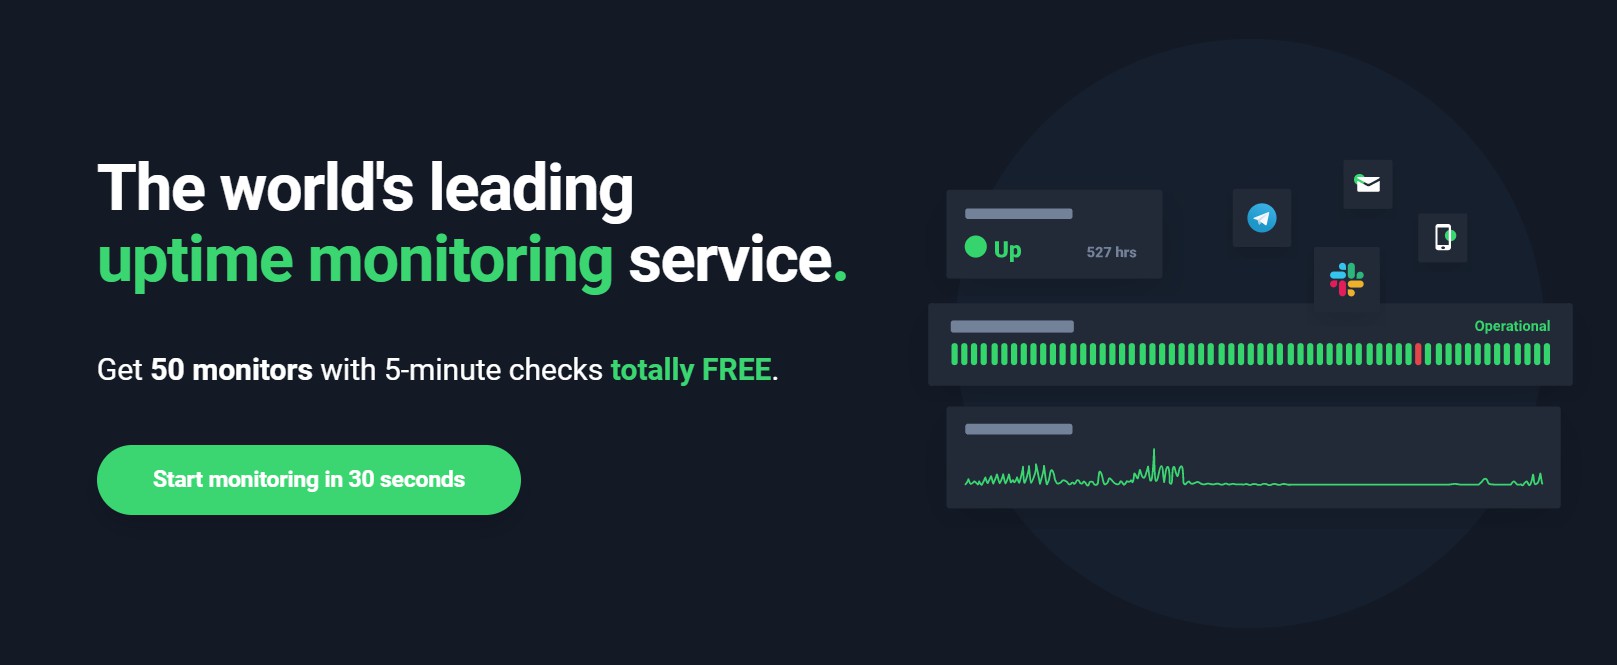 The world's leading
uptime monitoring service.
Get 50 monitors with 5-minute checks totally FREE.
Start monitoring in 30 seconds
Up
527 hrs
Operational